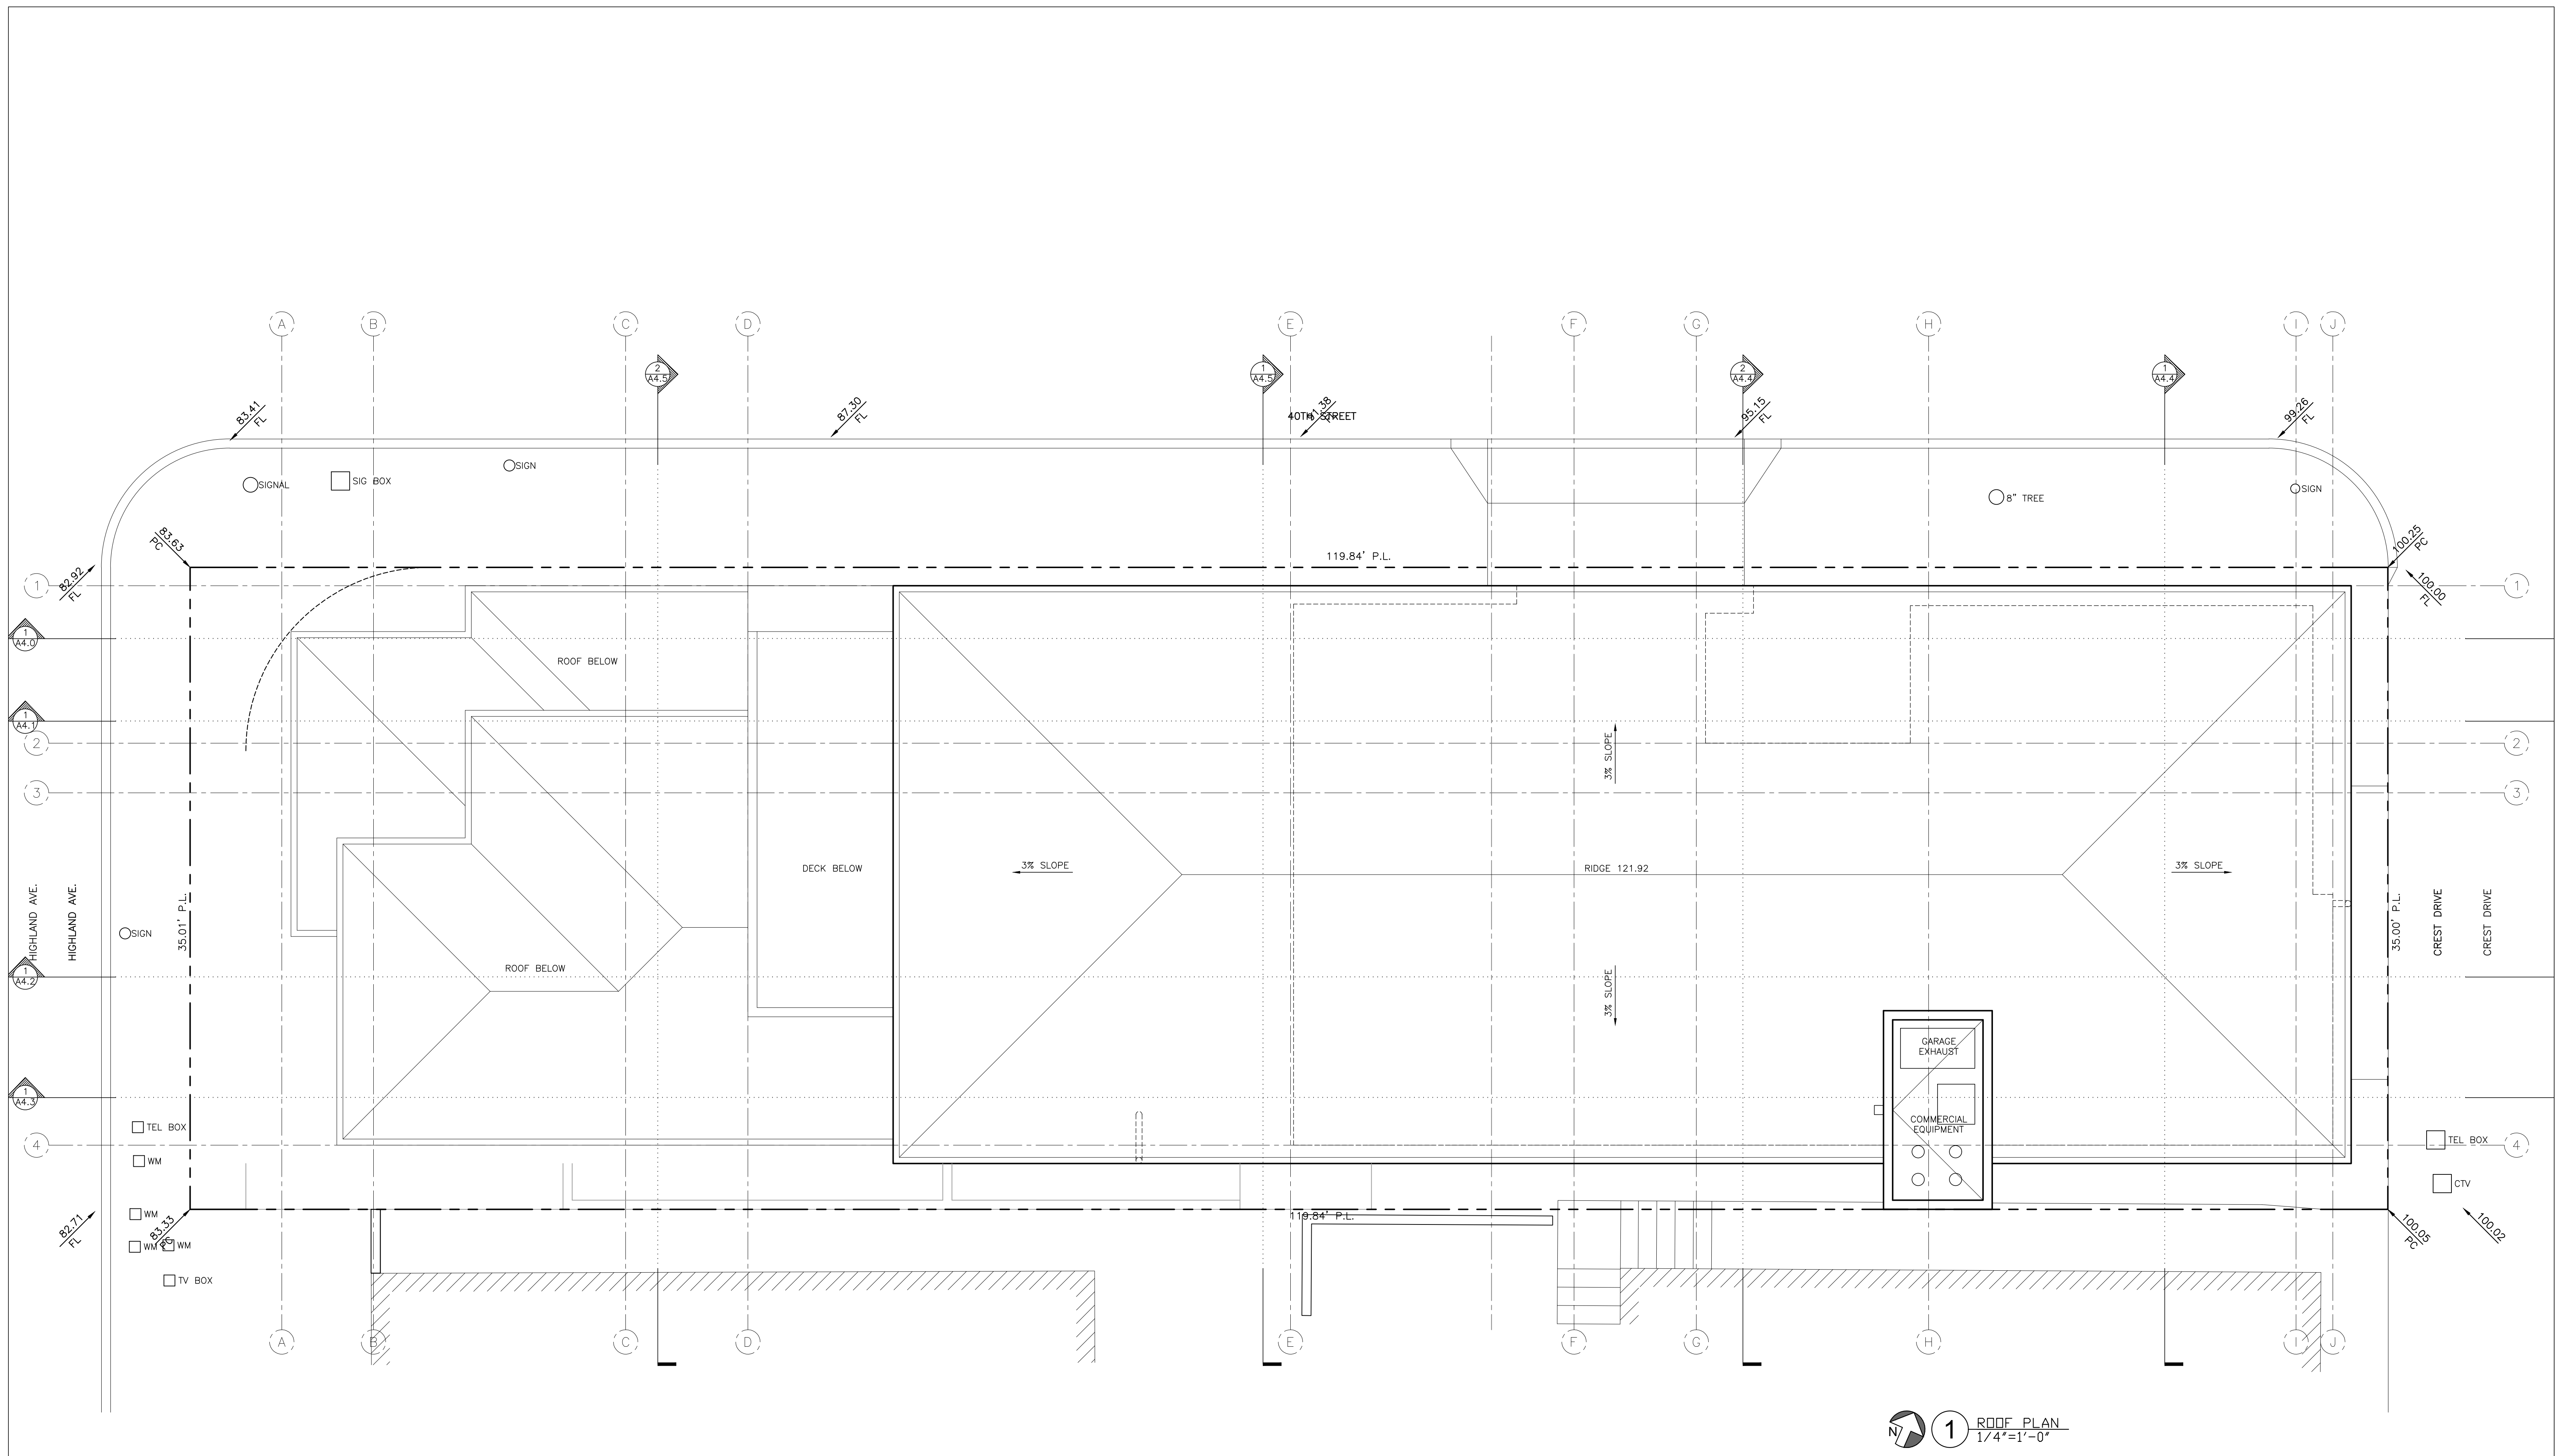 A
B
C
D
E
F
G
H
I
J
2
A4.5
1
A4.5
2
A4.4
1
A4.4
83.41
FL
87.30
FL
40TH STREET
95.15
FL
99.26
FL
SIGN
SIGNAL
SIG BOX
8" TREE
SIGN
83.63
PC
100.25
PC
119.84' P.L.
82.92
FL
100.00
FL
1
1
1
A4.0
ROOF BELOW
1
A4.1
2
2
3% SLOPE
3
3
DECK BELOW
3% SLOPE
RIDGE 121.92
3% SLOPE
HIGHLAND AVE.
HIGHLAND AVE.
35.01' P.L.
35.00' P.L.
CREST DRIVE
CREST DRIVE
SIGN
ROOF BELOW
1
A4.2
3% SLOPE
GARAGE
EXHAUST
1
A4.3
COMMERCIAL
EQUIPMENT
TEL BOX
4
4
TEL BOX
WM
CTV
WM
119.84' P.L.
82.71
FL
83.33
PC
WM
WM
100.05
PC
100.02
TV BOX
A
B
C
D
E
F
G
H
I
J
N
1
ROOF PLAN
1/4"=1'-0"